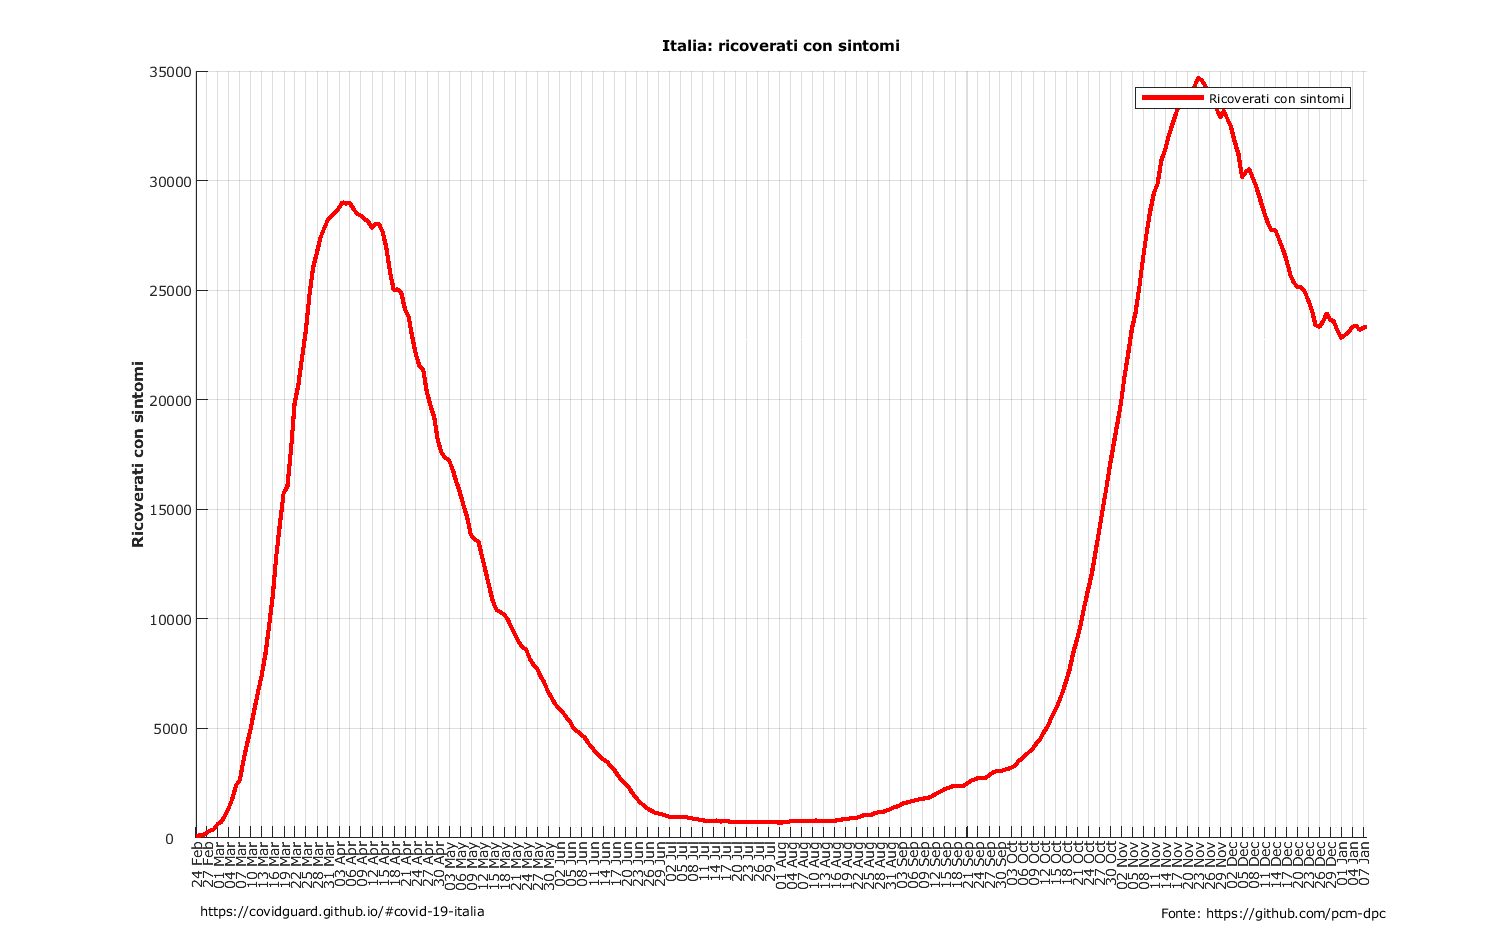 Italia: ricoverati con sintomi
Ricoverati con sintomi
Ricoverati con sintomi
35000
30000
25000
20000
15000
10000
5000
0
24 Feb
27 Feb
01 Mar
04 Mar
07 Mar
10 Mar
13 Mar
16 Mar
19 Mar
22 Mar
25 Mar
28 Mar
31 Mar
03 Apr
06 Apr
09 Apr
12 Apr
15 Apr
18 Apr
21 Apr
24 Apr
27 Apr
30 Apr
03 May
06 May
09 May
12 May
15 May
18 May
21 May
24 May
27 May
30 May
02 Jun
05 Jun
08 Jun
11 Jun
14 Jun
17 Jun
20 Jun
23 Jun
26 Jun
29 Jun
02 Jul
05 Jul
08 Jul
11 Jul
14 Jul
17 Jul
20 Jul
23 Jul
26 Jul
29 Jul
01 Aug
04 Aug
07 Aug
10 Aug
13 Aug
16 Aug
19 Aug
22 Aug
25 Aug
28 Aug
31 Aug
03 Sep
06 Sep
09 Sep
12 Sep
15 Sep
18 Sep
21 Sep
24 Sep
27 Sep
30 Sep
03 Oct
06 Oct
09 Oct
12 Oct
15 Oct
18 Oct
21 Oct
24 Oct
27 Oct
30 Oct
02 Nov
05 Nov
08 Nov
11 Nov
14 Nov
17 Nov
20 Nov
23 Nov
26 Nov
29 Nov
02 Dec
05 Dec
08 Dec
11 Dec
14 Dec
17 Dec
20 Dec
23 Dec
26 Dec
29 Dec
01 Jan
04 Jan
07 Jan
https://covidguard.github.io/#covid-19-italia
Fonte: https://github.com/pcm-dpc